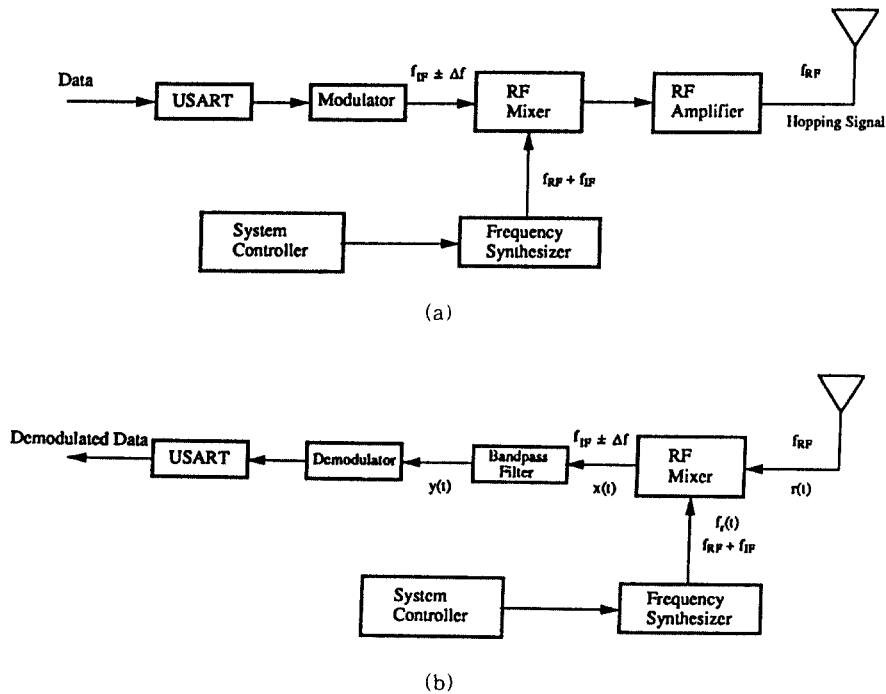 Data
USART
Modulator
f_IF ± Δf
RF
Mixer
RF
Amplifier
f_RF
Hopping Signal
f_RF + f_IF
System
Controller
Frequency
Synthesizer
(a)
Demodulated Data
USART
Demodulator
y(t)
Bandpass
Filter
f_IF ± Δf
x(t)
RF
Mixer
f_RF
r(t)
f_r(t)
f_RF + f_IF
System
Controller
Frequency
Synthesizer
(b)